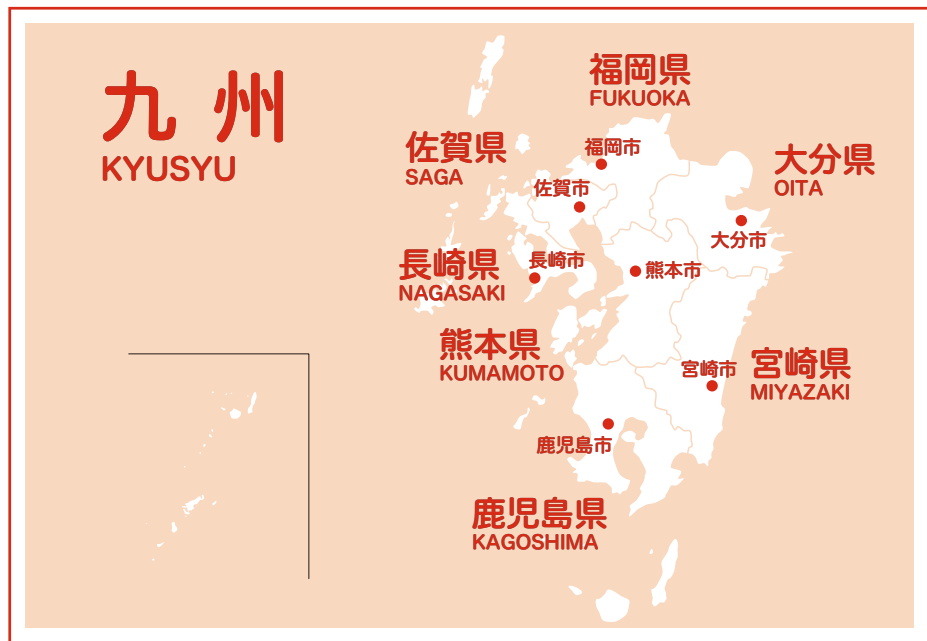 九州
KYUSYU
福岡県
FUKUOKA
佐賀県
SAGA
福岡市
大分県
OITA
佐賀市
大分市
長崎県
NAGASAKI
長崎市
熊本市
熊本県
KUMAMOTO
宮崎市
宮崎県
MIYAZAKI
鹿児島市
鹿児島県
KAGOSHIMA